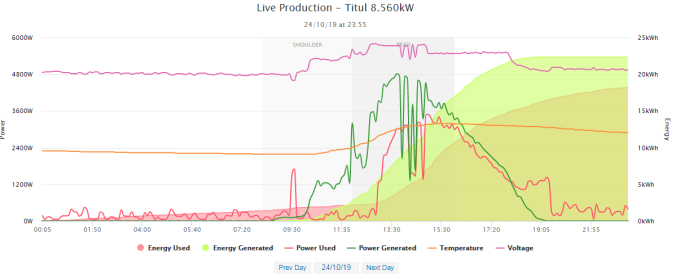 Live Production – Titul 8.560kW
24/10/19 at 23:55
6000W
4800W
3600W
2400W
1200W
0W
Power
SHOULDER
PEAK
25kWh
20kWh
15kWh
10kWh
5kWh
0kWh
Energy
00:05 01:50 03:40 05:30 07:20 09:30 11:35 13:30 15:30 17:20 19:05 21:55
Energy Used Energy Generated Power Used Power Generated Temperature Voltage
Prev Day 24/10/19 Next Day